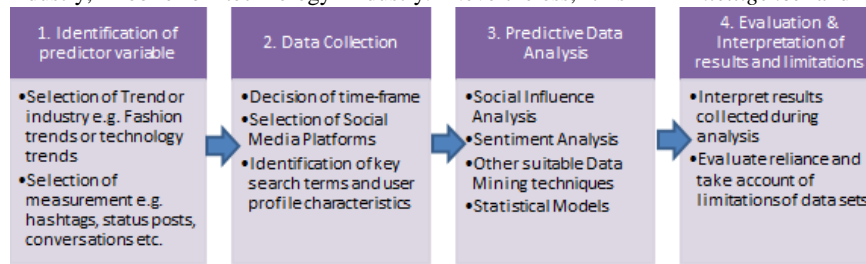 1. Identification of
predictor variable
•Selection of Trend or
industry e.g. Fashion
trends or technology
trends
•Selection of
measurement e.g.
hashtags, status posts,
conversations etc.
2. Data Collection
•Decision of time-frame
•Selection of Social
Media Platforms
•Identification of key
search terms and user
profile characteristics
3. Predictive Data
Analysis
•Social Influence
Analysis
•Sentiment Analysis
•Other suitable Data
Mining techniques
•Statistical Models
4. Evaluation &
Interpretation of
results and limitations
•Interpret results
collected during
analysis
•Evaluate reliance and
take account of
limitations of data sets